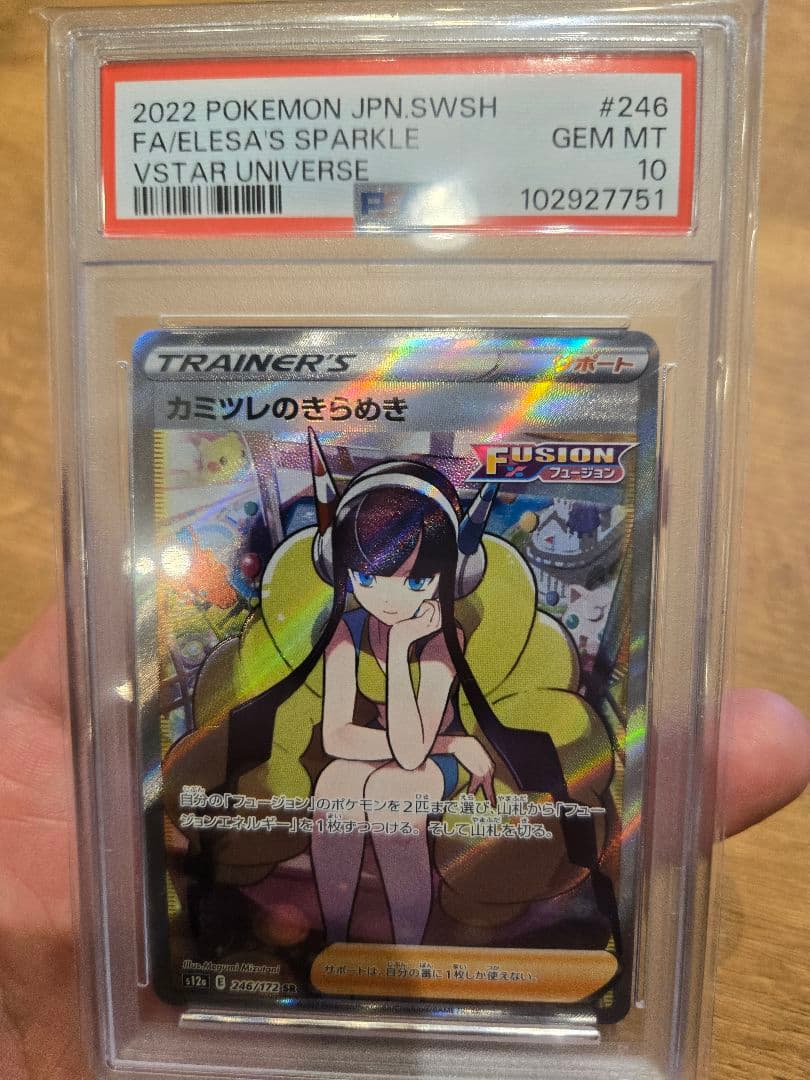 2022 POKEMON JPN.SWSH #246
FA/ELESA'S SPARKLE GEM MT
VSTAR UNIVERSE 10
102927751
TRAINER'S サポート
カミツレのきらめき
FUSION
フュージョン
自分の「フュージョン」のポケモンを2匹まで選び、山札から「フュー
ジョンエネルギー」を1枚ずつつける。そして山札を切る。
サポートは、自分の番に1枚しか使えない。
Illus. Megumi Mizutani
s12a E 246/172 SR